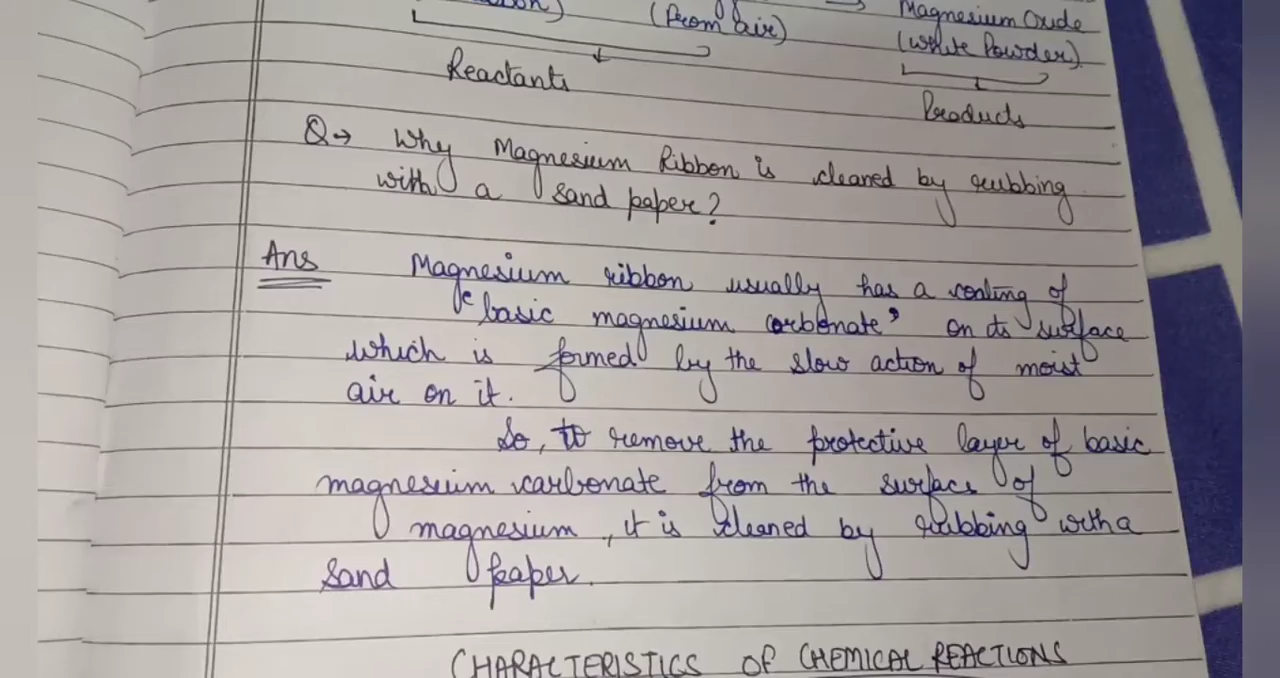 (From air) → Magnesium Oxide
(White Powder)
Reactants
Products
Q→ Why Magnesium Ribbon is cleaned by rubbing
with a sand paper?
Ans Magnesium ribbon usually has a coating of
"basic magnesium carbonate" on its surface
which is formed by the slow action of moist
air on it.
So, to remove the protective layer of basic
magnesium carbonate from the surface of
magnesium, it is cleaned by rubbing with a
sand paper.
CHARACTERISTICS OF CHEMICAL REACTIONS